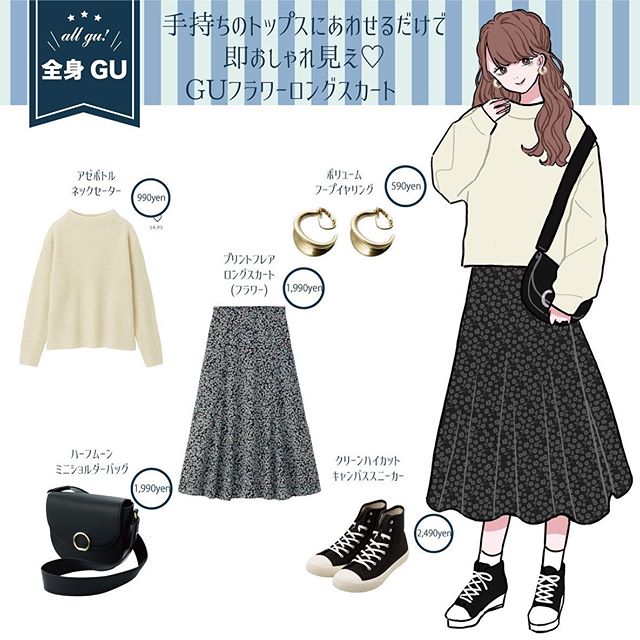 all gu!
全身 GU
手持ちのトップスにあわせるだけで
即おしゃれ見え♡
GUフラワーロングスカート
アゼボトル
ネックセーター
990yen
ボリューム
フープイヤリング
590yen
プリントフレア
ロングスカート
(フラワー)
1,990yen
ハーフムーン
ミニショルダーバッグ
1,990yen
クリーンハイカット
キャンバススニーカー
2,490yen